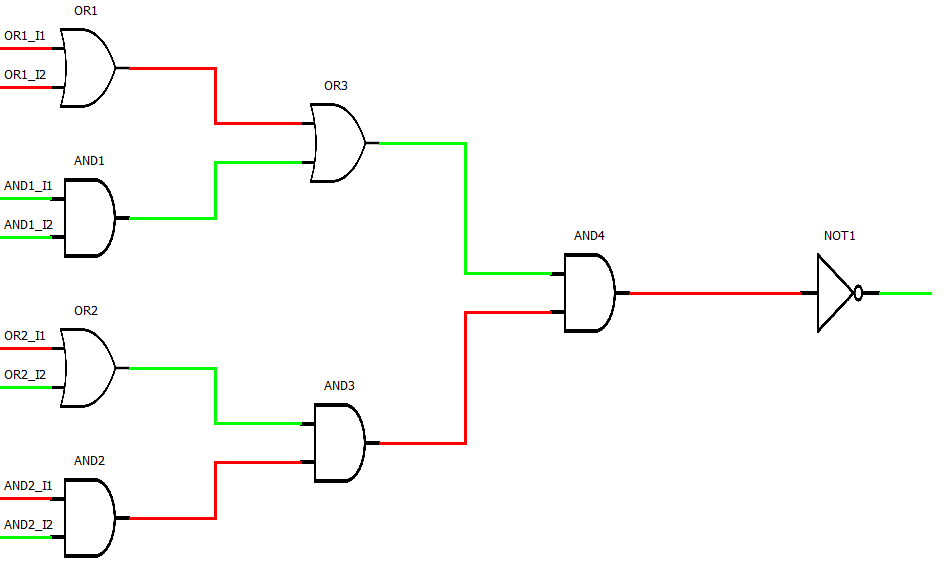 OR1
OR1_I1
OR1_I2
OR3
AND1
AND1_I1
AND1_I2
AND4
NOT1
OR2
OR2_I1
OR2_I2
AND3
AND2
AND2_I1
AND2_I2